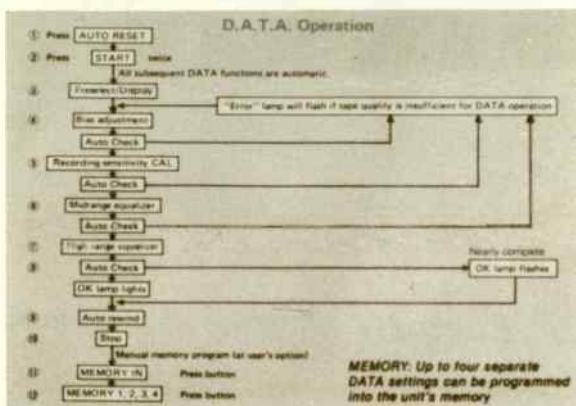 D.A.T.A. Operation
① Press AUTO RESET
② Press START twice
All subsequent DATA functions are automatic.
③ Preselect/Display
"Error" lamp will flash if tape quality is insufficient for DATA operation
④ Bias adjustment
Auto Check
⑤ Recording sensitivity CAL
Auto Check
⑥ Midrange equalizer
Auto Check
⑦ High range equalizer
Nearly complete
⑧ Auto Check
OK lamp flashes
OK lamp lights
⑨ Auto rewind
⑩ Stop
Manual memory program (at user's option)
⑪ MEMORY IN Press button
⑫ MEMORY 1, 2, 3, 4 Press button
MEMORY: Up to four separate
DATA settings can be programmed
into the unit's memory